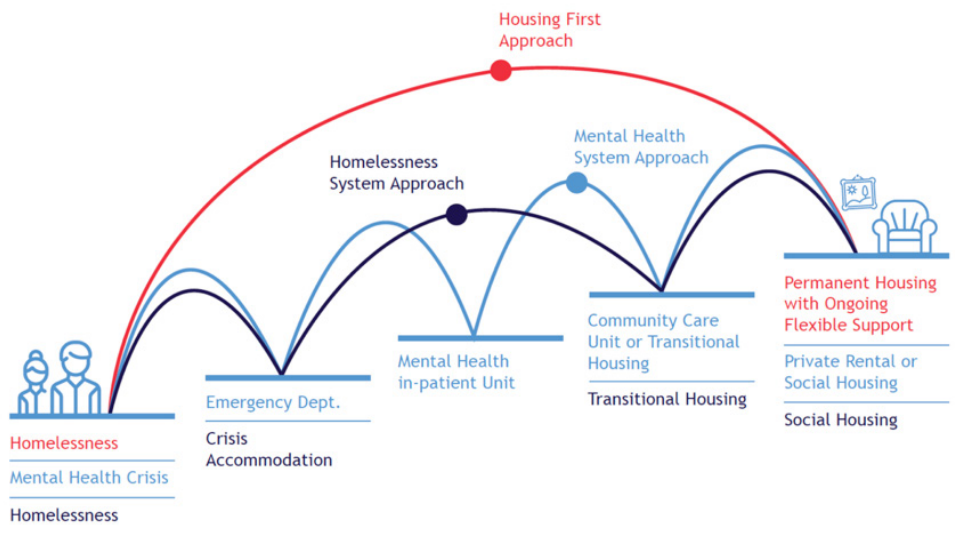 Housing First
Approach
Mental Health
System Approach
Homelessness
System Approach
Homelessness
Mental Health Crisis
Homelessness
Emergency Dept.
Crisis
Accommodation
Mental Health
in-patient Unit
Community Care
Unit or Transitional
Housing
Transitional Housing
Permanent Housing
with Ongoing
Flexible Support
Private Rental or
Social Housing
Social Housing